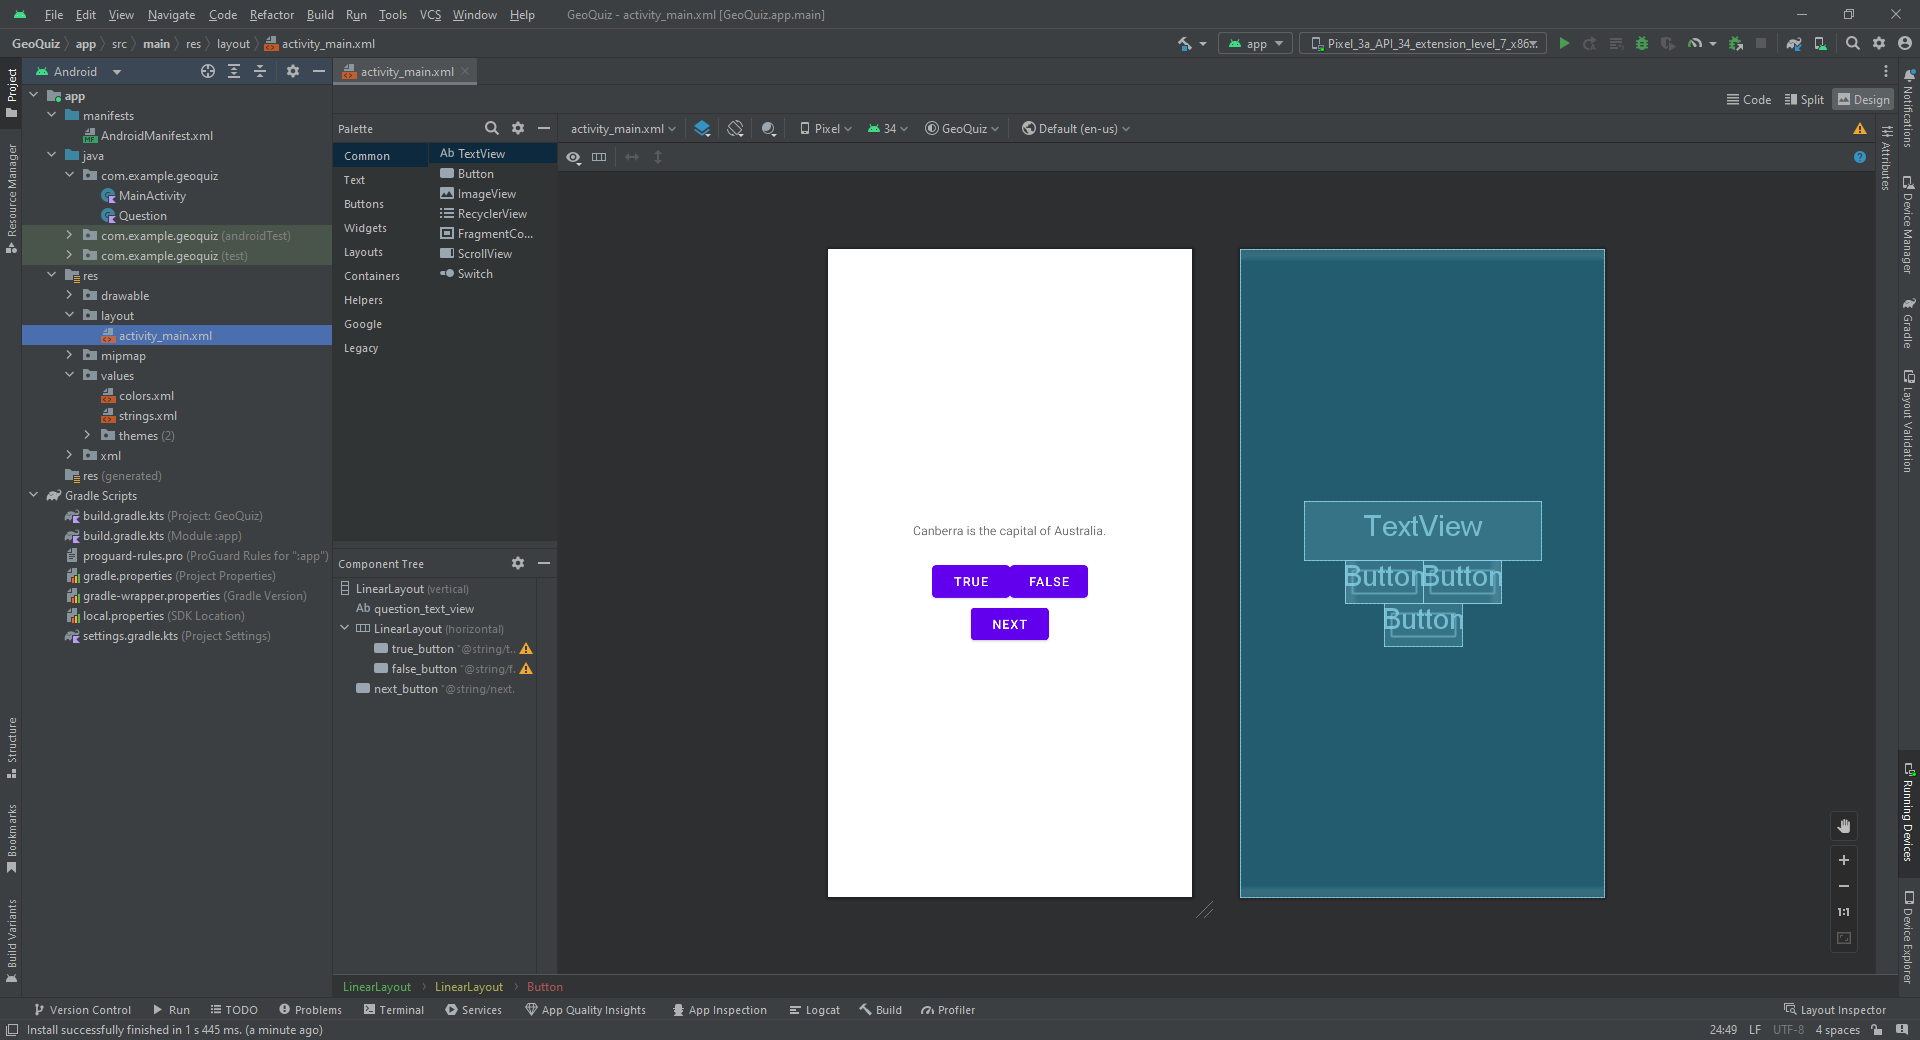 File Edit View Navigate Code Refactor Build Run Tools VCS Window Help GeoQuiz - activity_main.xml [GeoQuiz.app.main]
GeoQuiz app src main res layout activity_main.xml app Pixel_3a_API_34_extension_level_7_x86..
Project
Resource Manager
Structure
Bookmarks
Build Variants
Android
app
manifests
AndroidManifest.xml
java
com.example.geoquiz
MainActivity
Question
com.example.geoquiz (androidTest)
com.example.geoquiz (test)
res
drawable
layout
activity_main.xml
mipmap
values
colors.xml
strings.xml
themes (2)
xml
res (generated)
Gradle Scripts
build.gradle.kts (Project: GeoQuiz)
build.gradle.kts (Module :app)
proguard-rules.pro (ProGuard Rules for ":app")
gradle.properties (Project Properties)
gradle-wrapper.properties (Gradle Version)
local.properties (SDK Location)
settings.gradle.kts (Project Settings)
activity_main.xml
Code Split Design
Palette
Common
Text
Buttons
Widgets
Layouts
Containers
Helpers
Google
Legacy
Ab TextView
Button
ImageView
RecyclerView
FragmentCo...
ScrollView
Switch
activity_main.xml Pixel 34 GeoQuiz Default (en-us)
Component Tree
LinearLayout (vertical)
Ab question_text_view
LinearLayout (horizontal)
true_button "@string/t..
false_button "@string/f.
next_button "@string/next.
Canberra is the capital of Australia.
TRUE FALSE
NEXT
TextView
Button Button
Button
1:1
Attributes
Notifications
Device Manager
Gradle
Layout Validation
Running Devices
Device Explorer
LinearLayout LinearLayout Button
Version Control Run TODO Problems Terminal Services App Quality Insights App Inspection Logcat Build Profiler Layout Inspector
Install successfully finished in 1 s 445 ms. (a minute ago) 24:49 LF UTF-8 4 spaces